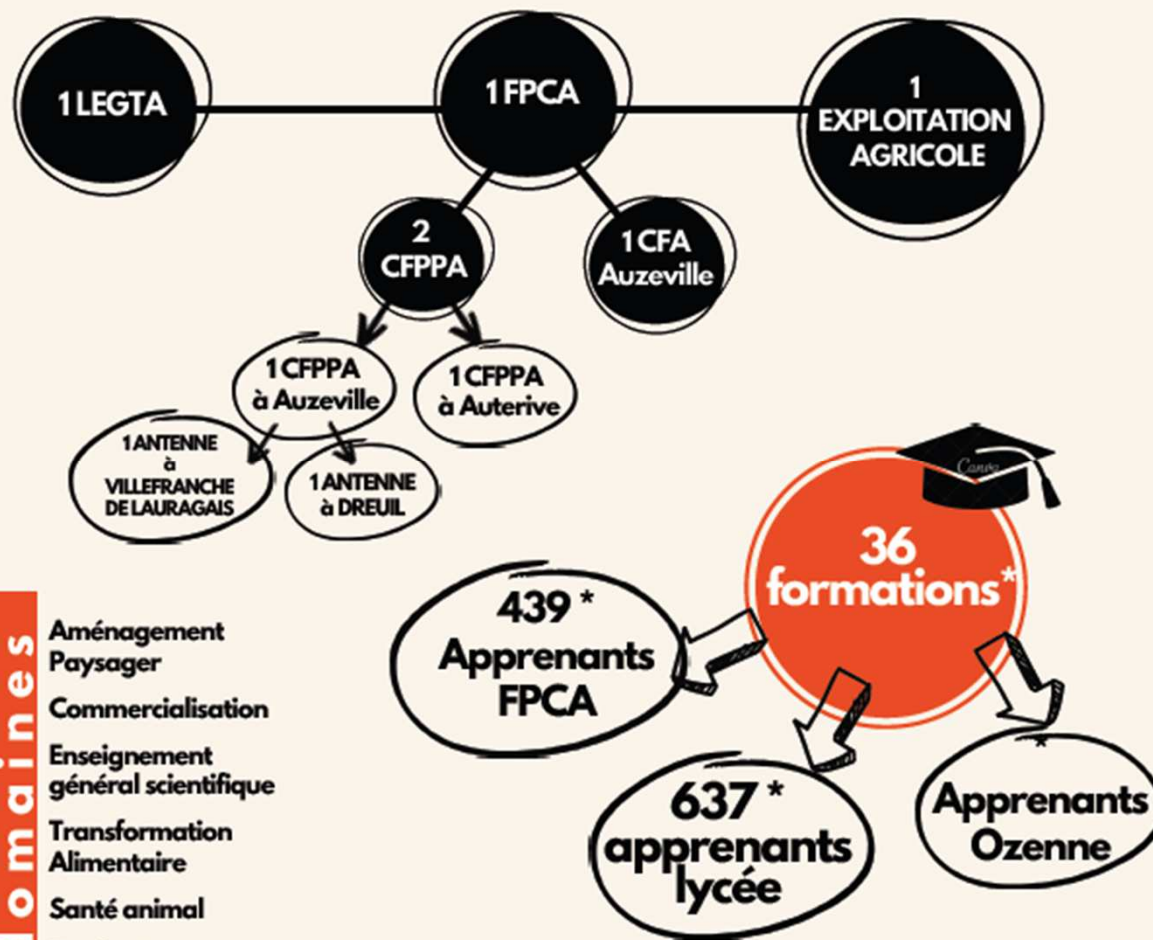 1 LEGTA
1 FPCA
1
EXPLOITATION
AGRICOLE
2
CFPPA
1 CFA
Auzeville
1 CFPPA
à Auzeville
1 CFPPA
à Auterive
1 ANTENNE
à
VILLEFRANCHE
DE LAURAGAIS
1 ANTENNE
à DREUIL
Canva
36
formations*
439 *
Apprenants
FPCA
637 *
apprenants
lycée
*
Apprenants
Ozenne
omaines
Aménagement
Paysager
Commercialisation
Enseignement
général scientifique
Transformation
Alimentaire
Santé animal